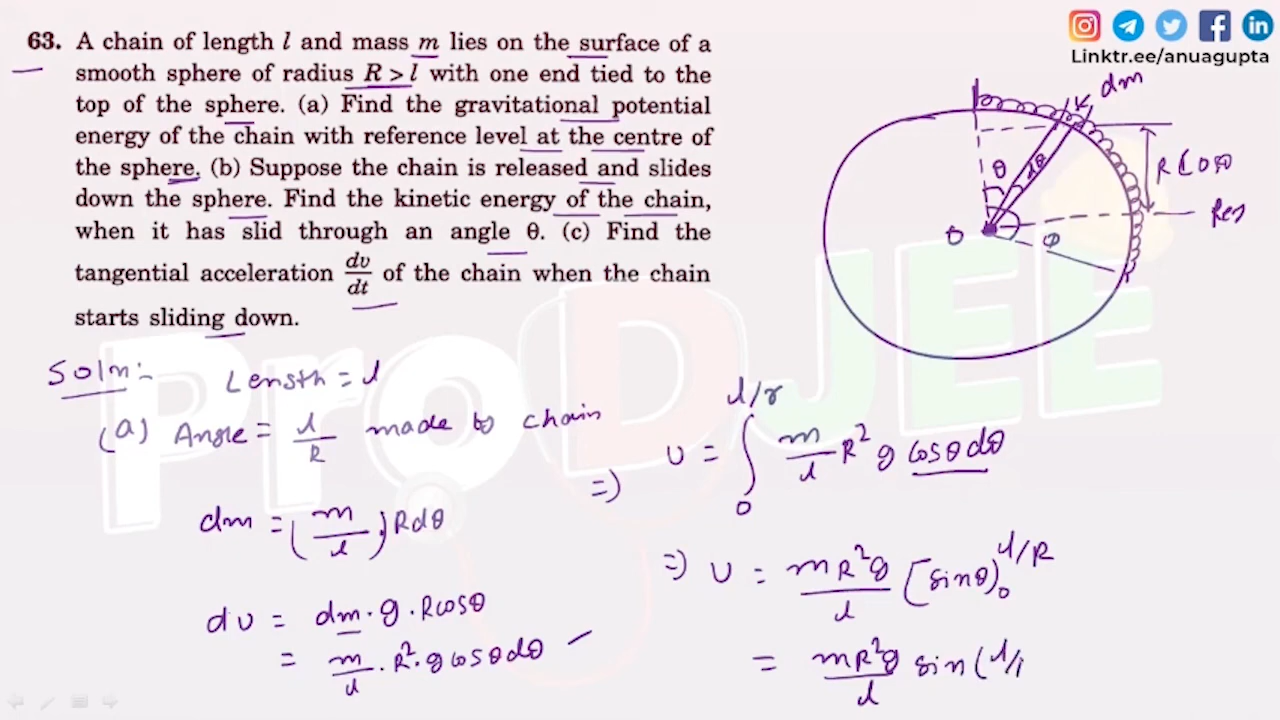 63. A chain of length l and mass m lies on the surface of a
smooth sphere of radius R > l with one end tied to the
top of the sphere. (a) Find the gravitational potential
energy of the chain with reference level at the centre of
the sphere. (b) Suppose the chain is released and slides
down the sphere. Find the kinetic energy of the chain,
when it has slid through an angle θ. (c) Find the
tangential acceleration dv/dt of the chain when the chain
starts sliding down.
Linktr.ee/anuagupta
dm
θ
dθ
R cosθ
O
Φ
Ref
Soln:-
Length = l
(a) Angle = l/R made by chain
dm = (m/l) Rdθ
dU = dm · g · Rcosθ
= m/l · R² · g cosθdθ
=> U = ∫₀^{l/r} m/l R² g cosθdθ
=> U = mR²g/l [sinθ]₀^{l/R}
= mR²g/l sin(l/
ProDJEE